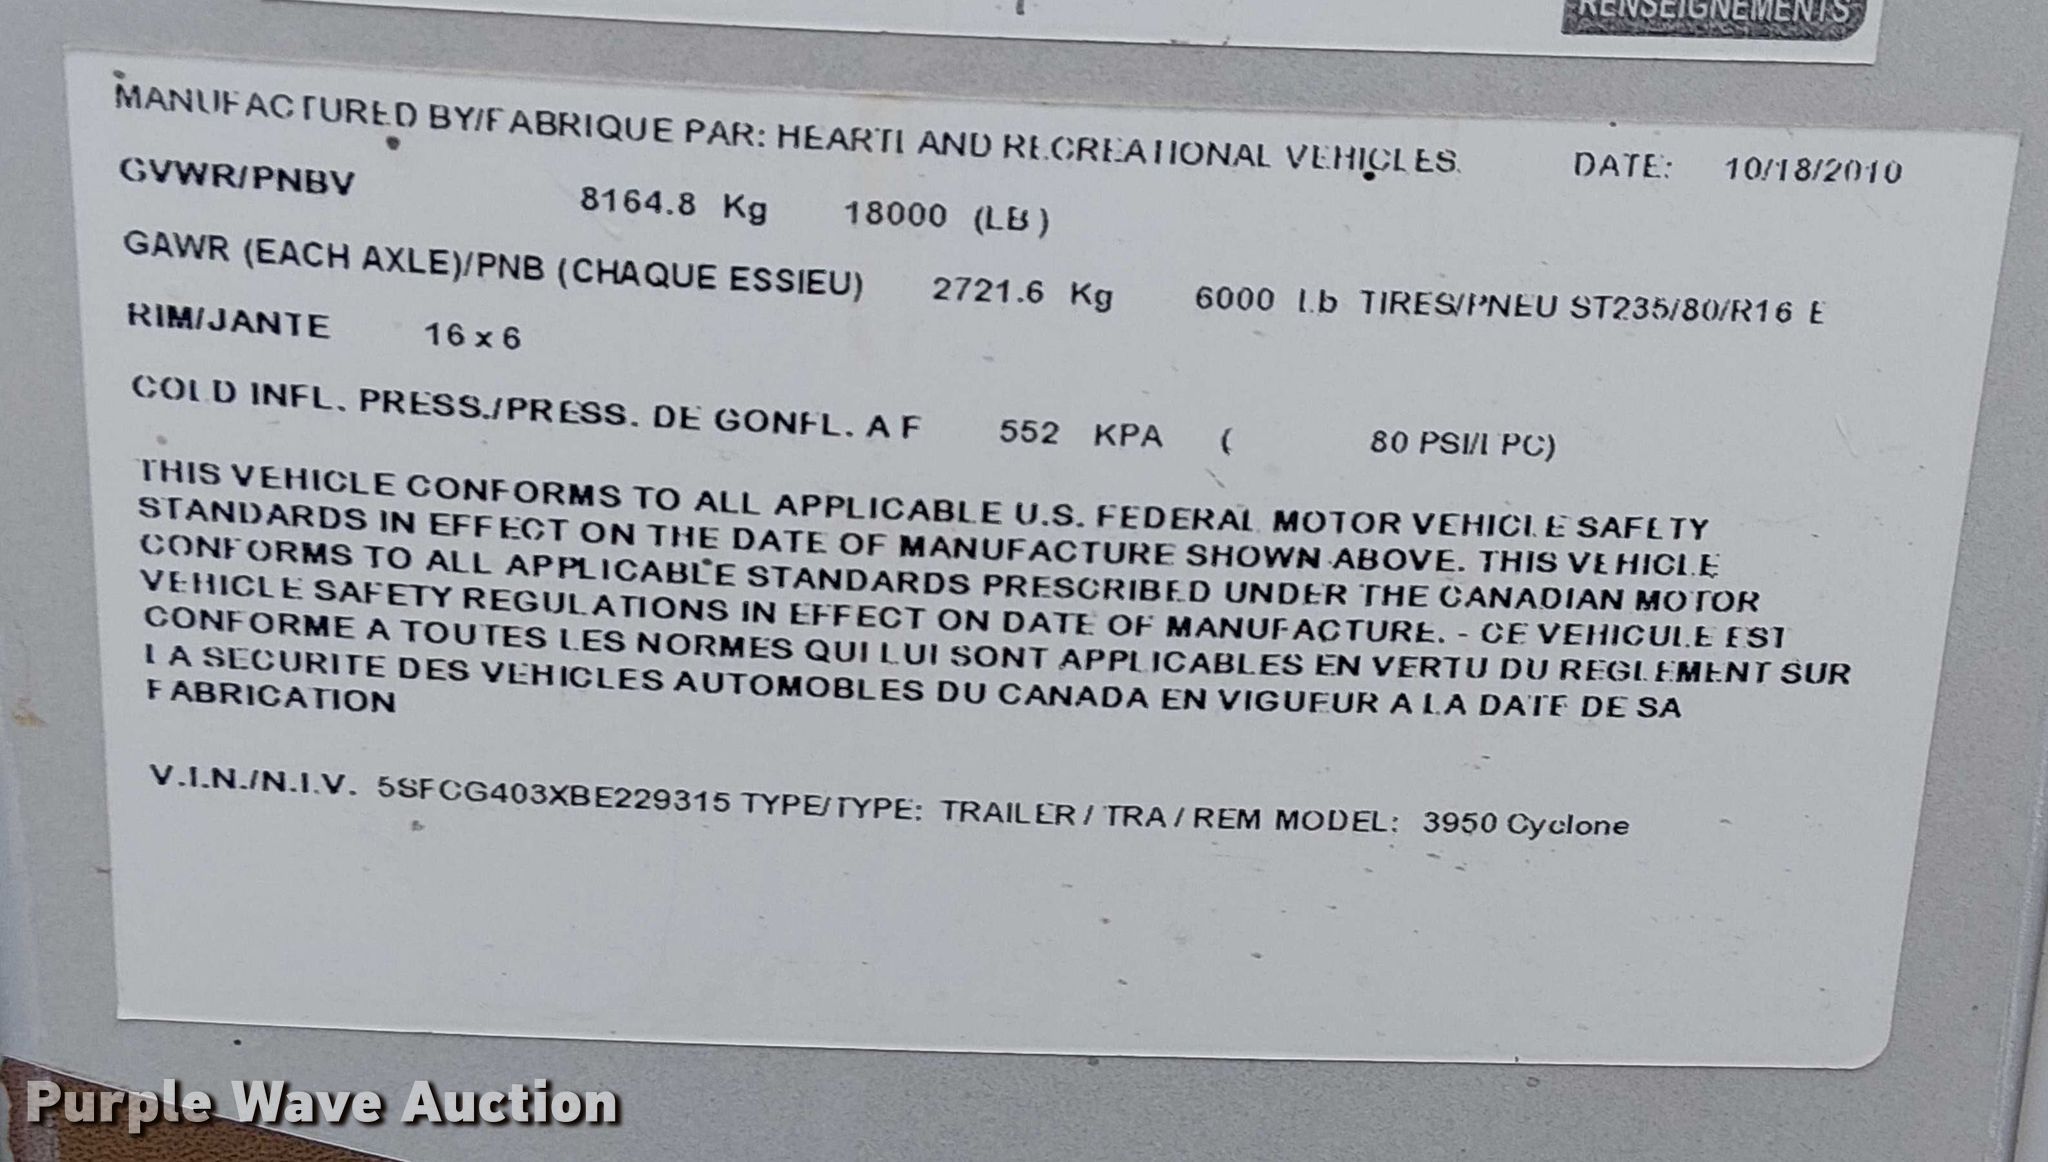 RENSEIGNEMENTS
MANUFACTURED BY/FABRIQUE PAR: HEARTLAND RECREATIONAL VEHICLES. DATE: 10/18/2010
GVWR/PNBV 8164.8 Kg 18000 (LB)
GAWR (EACH AXLE)/PNB (CHAQUE ESSIEU) 2721.6 Kg 6000 Lb TIRES/PNEU ST235/80/R16 E
RIM/JANTE 16 x 6
COLD INFL. PRESS./PRESS. DE GONFL. A F 552 KPA ( 80 PSI/LPC)
THIS VEHICLE CONFORMS TO ALL APPLICABLE U.S. FEDERAL MOTOR VEHICLE SAFETY
STANDARDS IN EFFECT ON THE DATE OF MANUFACTURE SHOWN ABOVE. THIS VEHICLE
CONFORMS TO ALL APPLICABLE STANDARDS PRESCRIBED UNDER THE CANADIAN MOTOR
VEHICLE SAFETY REGULATIONS IN EFFECT ON DATE OF MANUFACTURE. - CE VEHICULE EST
CONFORME A TOUTES LES NORMES QUI LUI SONT APPLICABLES EN VERTU DU REGLEMENT SUR
LA SECURITE DES VEHICLES AUTOMOBLES DU CANADA EN VIGUEUR A LA DATE DE SA
FABRICATION
V.I.N./N.I.V. 5SFCG403XBE229315 TYPE/TYPE: TRAILER / TRA / REM MODEL: 3950 Cyclone
Purple Wave Auction